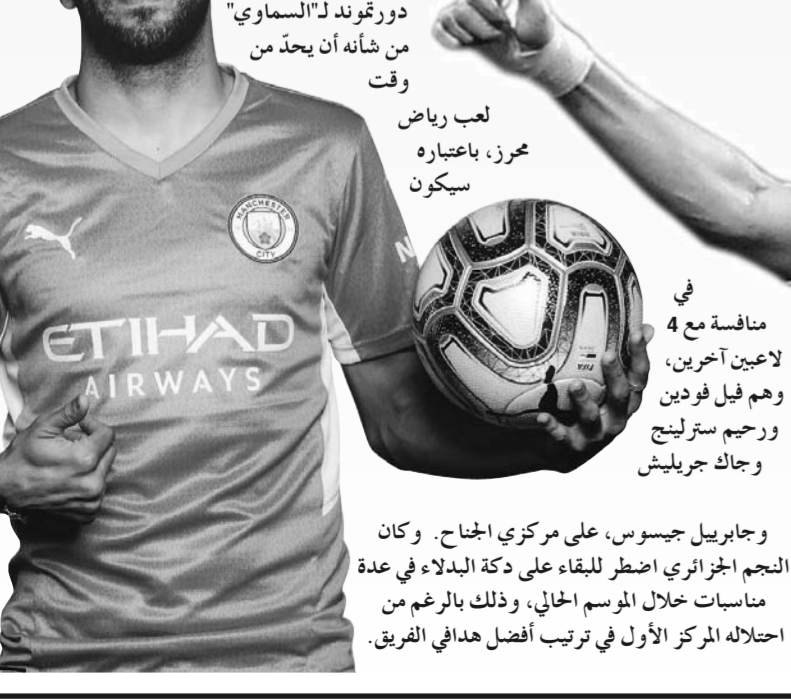 دورتموند لـ"السماوي"
من شأنه أن يحدّ من
وقت
لعب رياض
محرز، باعتباره
سيكون
في
منافسة مع 4
لاعبين آخرين،
وهم فيل فودين
ورحيم سترلينج
وجاك جريليش
وجابرييل جيسوس، على مركزي الجناح. وكان
النجم الجزائري اضطر للبقاء على دكة البدلاء في عدة
مناسبات خلال الموسم الحالي، وذلك بالرغم من
احتلاله المركز الأول في ترتيب أفضل هدافي الفريق.
PUMA
MANCHESTER
CITY
ETIHAD
AIRWAYS
N
FIFA